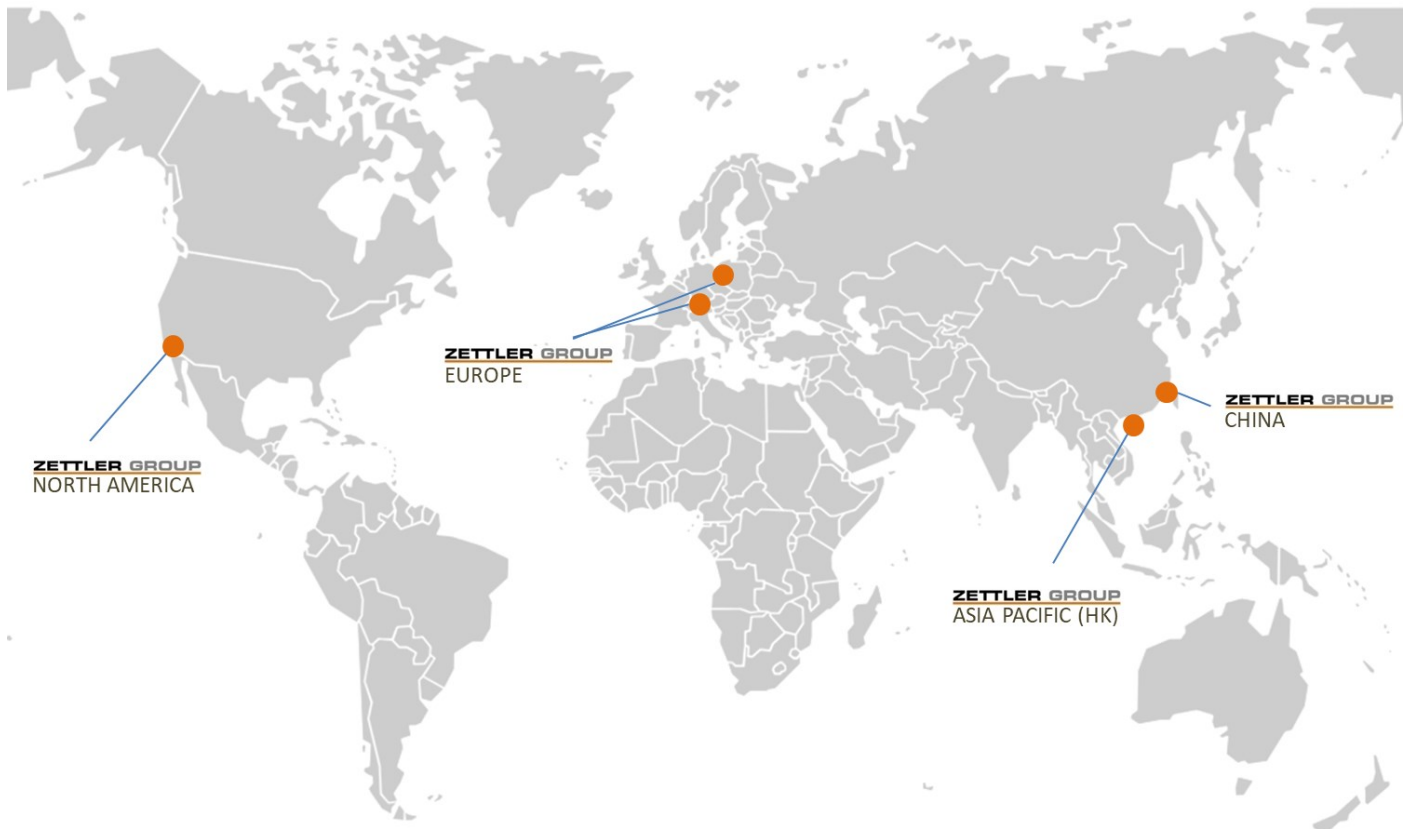 ZETTLER GROUP
EUROPE
ZETTLER GROUP
CHINA
ZETTLER GROUP
NORTH AMERICA
ZETTLER GROUP
ASIA PACIFIC (HK)